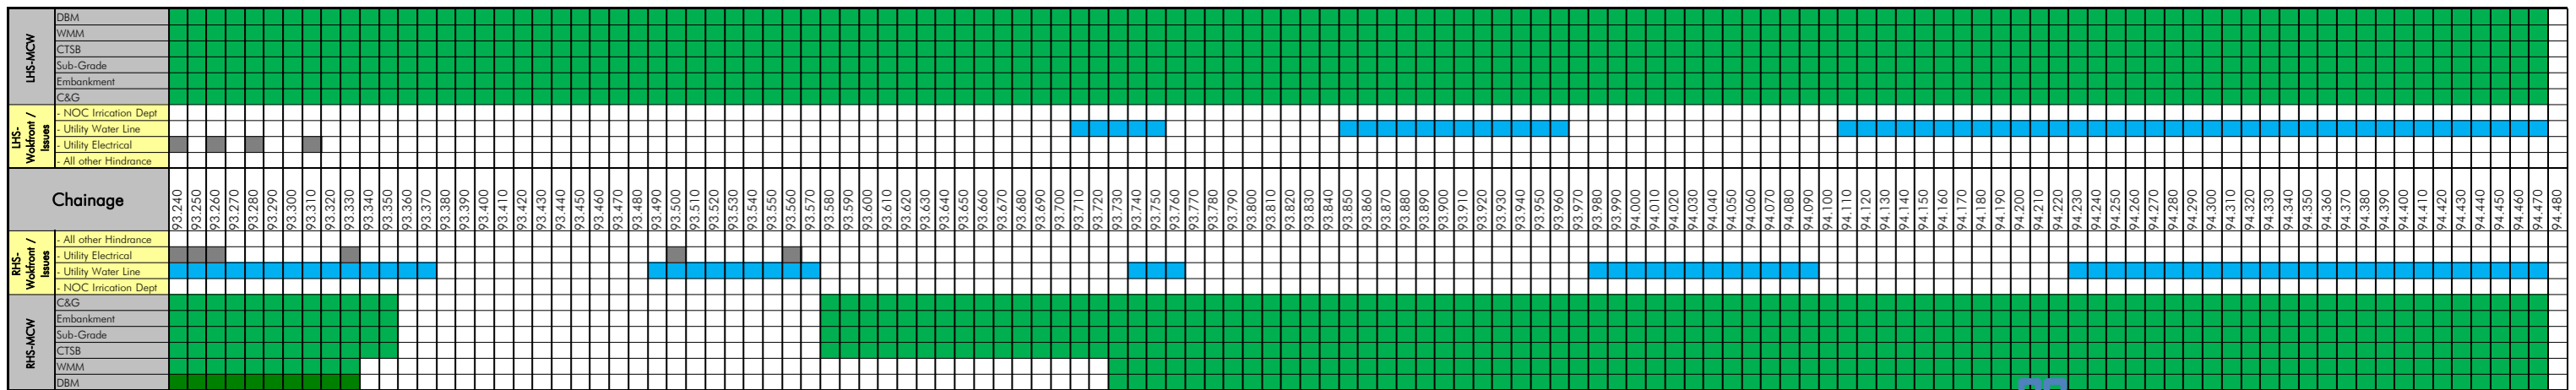 LHS-MCW
DBM
WMM
CTSB
Sub-Grade
Embankment
C&G
LHS-
Wokfront /
Issues
- NOC Irrication Dept
- Utility Water Line
- Utility Electrical
- All other Hindrance
Chainage
93.240 93.250 93.260 93.270 93.280 93.290 93.300 93.310 93.320 93.330 93.340 93.350 93.360 93.370 93.380 93.390 93.400 93.410 93.420 93.430 93.440 93.450 93.460 93.470 93.480 93.490 93.500 93.510 93.520 93.530 93.540 93.550 93.560 93.570 93.580 93.590 93.600 93.610 93.620 93.630 93.640 93.650 93.660 93.670 93.680 93.690 93.700 93.710 93.720 93.730 93.740 93.750 93.760 93.770 93.780 93.790 93.800 93.810 93.820 93.830 93.840 93.850 93.860 93.870 93.880 93.890 93.900 93.910 93.920 93.930 93.940 93.950 93.960 93.970 93.980 93.990 94.000 94.010 94.020 94.030 94.040 94.050 94.060 94.070 94.080 94.090 94.100 94.110 94.120 94.130 94.140 94.150 94.160 94.170 94.180 94.190 94.200 94.210 94.220 94.230 94.240 94.250 94.260 94.270 94.280 94.290 94.300 94.310 94.320 94.330 94.340 94.350 94.360 94.370 94.380 94.390 94.400 94.410 94.420 94.430 94.440 94.450 94.460 94.470 94.480
RHS-
Wokfront /
Issues
- All other Hindrance
- Utility Electrical
- Utility Water Line
- NOC Irrication Dept
RHS-MCW
C&G
Embankment
Sub-Grade
CTSB
WMM
DBM